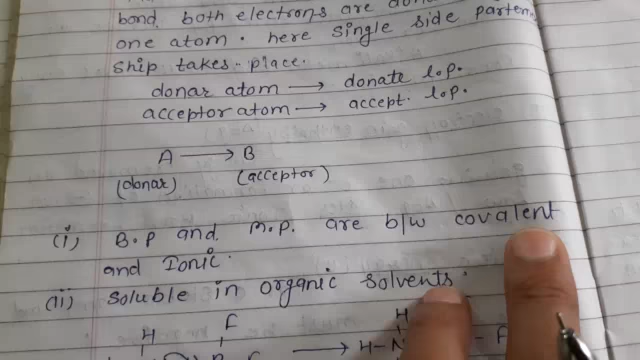 bond. both electrons are
one atom. here single side
ship takes place.
donar atom → donate l.p.
acceptor atom → accept. l.p.
A → B
(donar) (acceptor)
(i) B.P and M.P. are b/w covalent
and Ionic.
(ii) soluble in organic solvents.
H F H
→ H-N - F